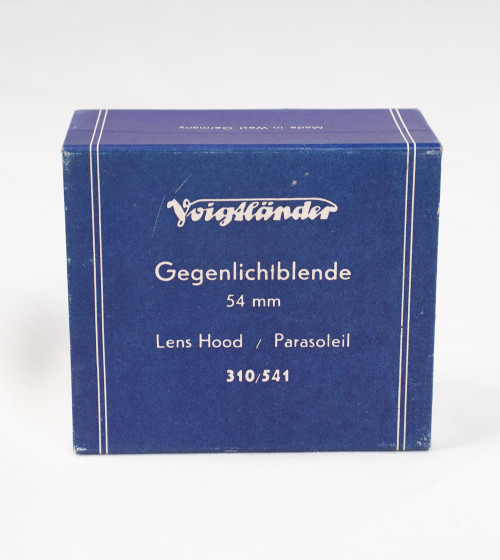 Made in West Germany
Voigtländer
Gegenlichtblende
54 mm
Lens Hood / Parasoleil
310/541